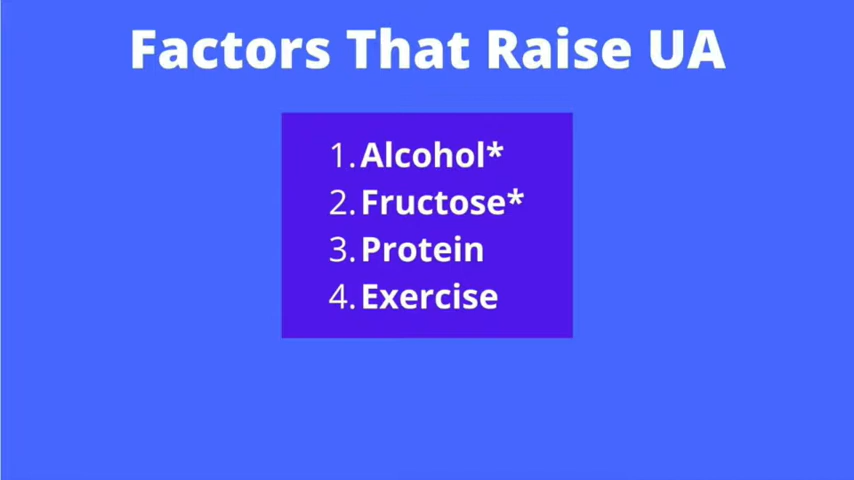 Factors That Raise UA
1. Alcohol*
2. Fructose*
3. Protein
4. Exercise